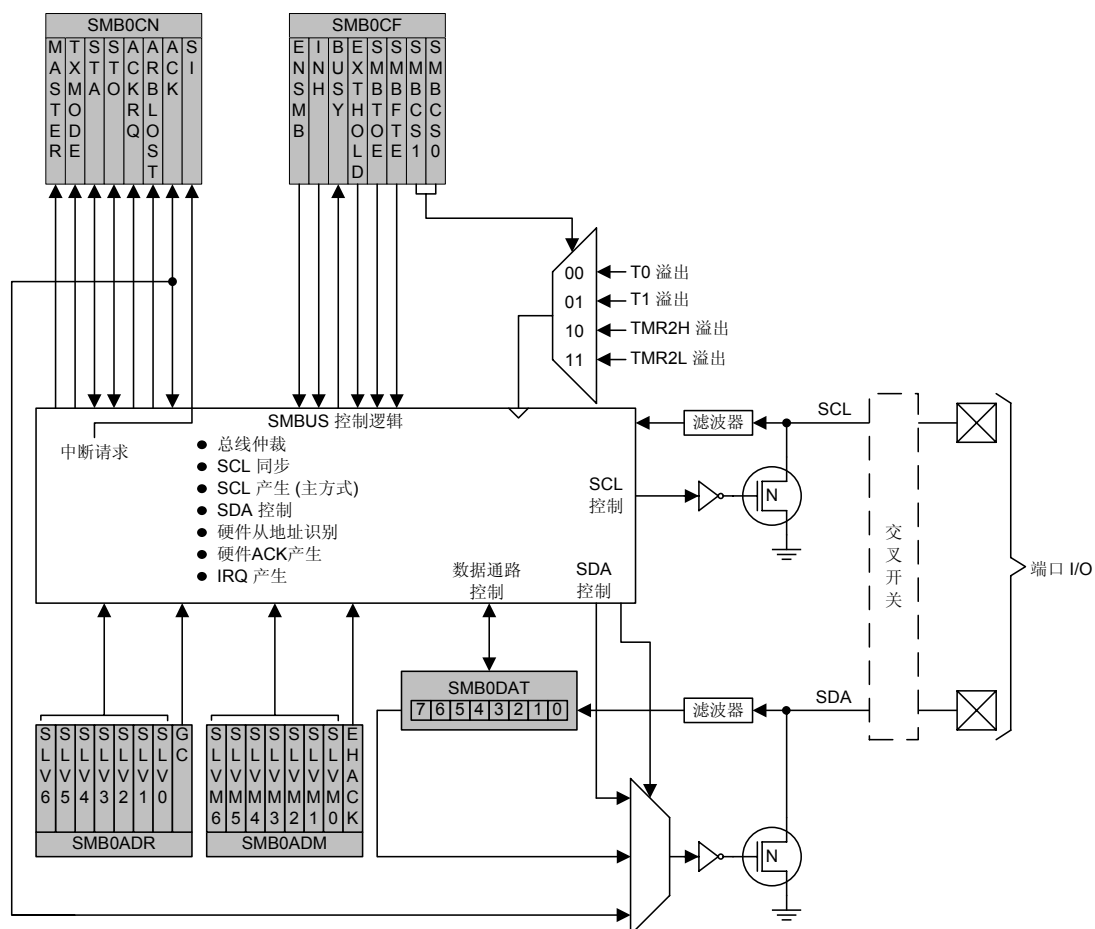 SMB0CN
MASTER
TXMODE
STA
STO
ACKRQ
ARBLOST
ACK
SI
SMB0CF
ENSMB
INH
BUSY
EXTHOLD
SMBTOE
SMBFTE
SMBCS1
SMBCS0
00
T0 溢出
01
T1 溢出
10
TMR2H 溢出
11
TMR2L 溢出
SMBUS 控制逻辑
中断请求
● 总线仲裁
● SCL 同步
● SCL 产生 (主方式)
● SDA 控制
● 硬件从地址识别
● 硬件ACK产生
● IRQ 产生
SCL
控制
数据通路
控制
SDA
控制
滤波器
SCL
N
交叉开关
端口 I/O
SMB0DAT
7 6 5 4 3 2 1 0
滤波器
SDA
N
SLV6
SLV5
SLV4
SLV3
SLV2
SLV1
SLV0
GC
SMB0ADR
SLVM6
SLVM5
SLVM4
SLVM3
SLVM2
SLVM1
SLVM0
EHACK
SMB0ADM